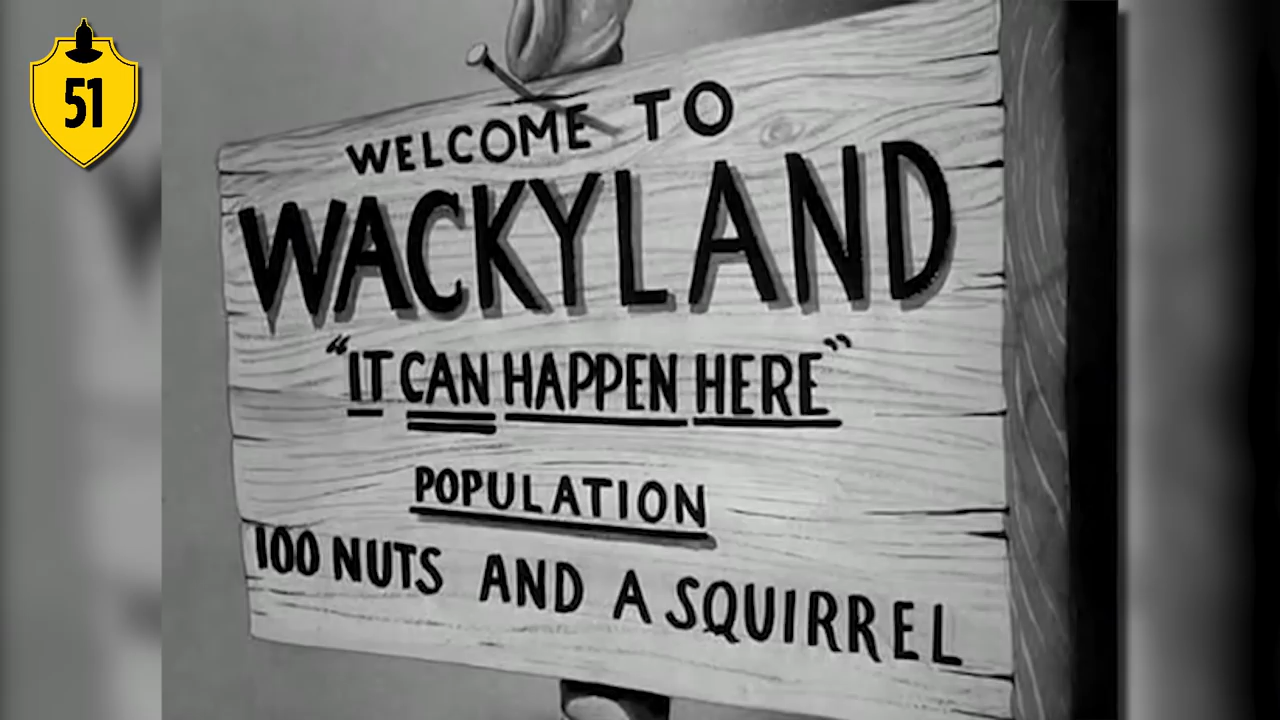 51
WELCOME TO
WACKYLAND
“IT CAN HAPPEN HERE”
POPULATION
100 NUTS AND A SQUIRREL